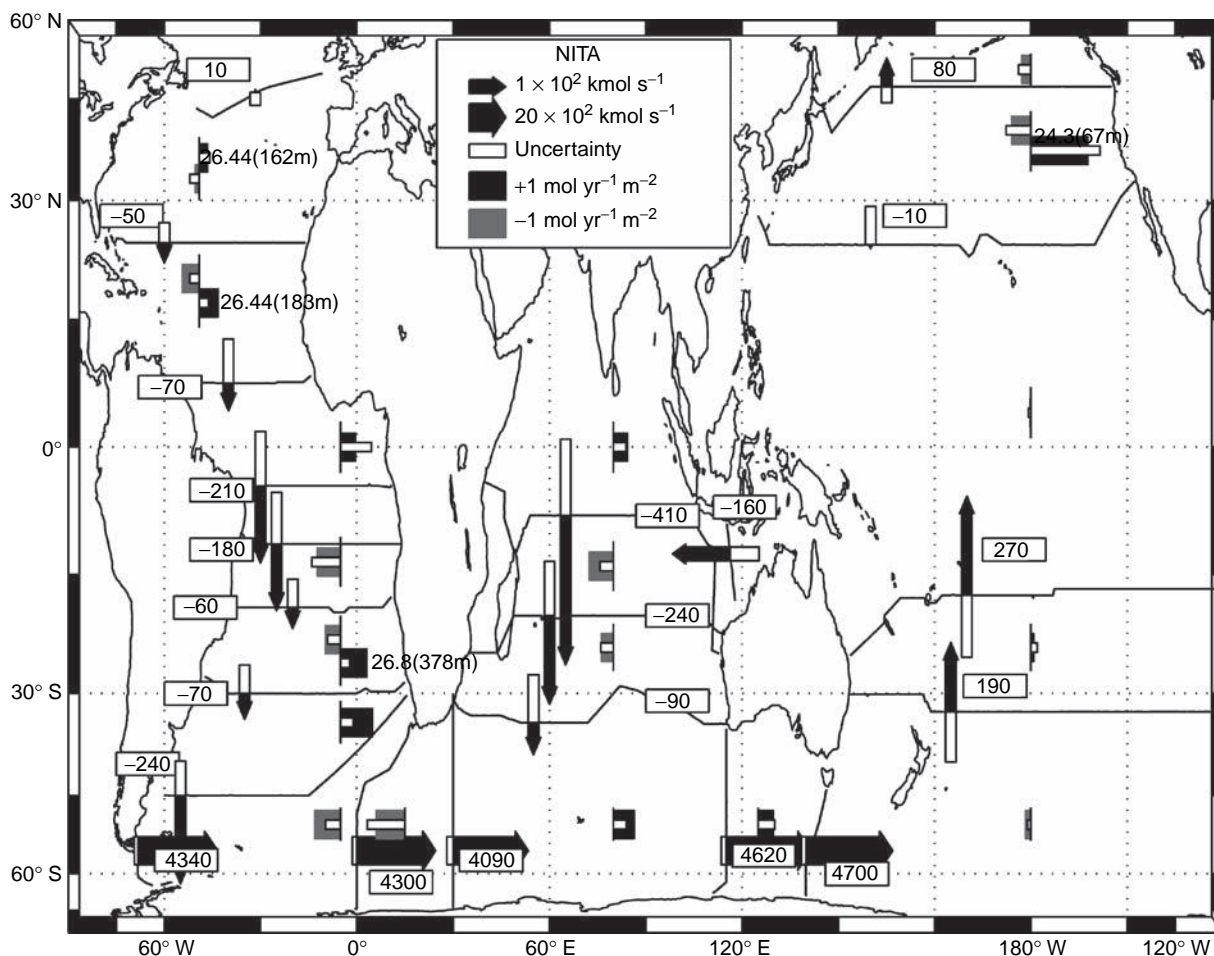 60° N
30° N
0°
30° S
60° S
10
26.44(162m)
−50
26.44(183m)
−70
−210
−180
−60
26.8(378m)
−70
−240
4340
4300
4090
4620
4700
NITA
1 × 10² kmol s⁻¹
20 × 10² kmol s⁻¹
Uncertainty
+1 mol yr⁻¹ m⁻²
−1 mol yr⁻¹ m⁻²
80
24.3(67m)
−10
−410
−160
−240
−90
270
190
60° W
0°
60° E
120° E
180° W
120° W